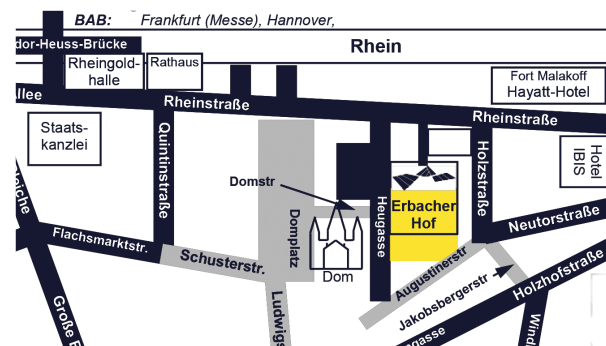 BAB: Frankfurt (Messe), Hannover,
dor-Heuss-Brücke
Rhein
Rheingold-
halle
Rathaus
Fort Malakoff
Hayatt-Hotel
Allee
Rheinstraße
Rheinstraße
Staats-
kanzlei
Quintinstraße
Holzstraße
Hotel
IBIS
Domstr
Erbacher
Hof
Heugasse
Domplatz
Neutorstraße
Flachsmarktstr.
Schusterstr.
Dom
Augustinerstr
Jakobsbergerstr
Holzhofstraße
Große
Ludwigs
gasse
Wind